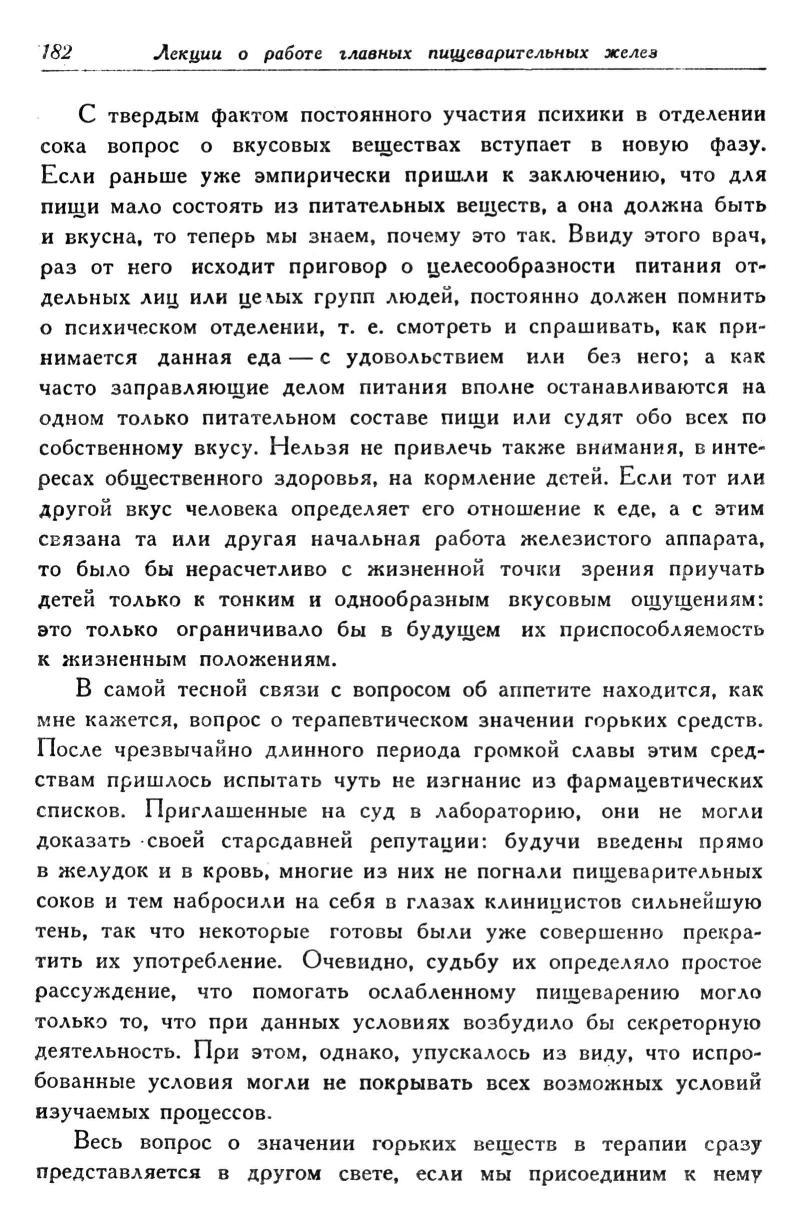 182 Лекции о работе главных пищеварительных желез
С твердым фактом постоянного участия психики в отделении
сока вопрос о вкусовых веществах вступает в новую фазу.
Если раньше уже эмпирически пришли к заключению, что для
пищи мало состоять из питательных веществ, а она должна быть
и вкусна, то теперь мы знаем, почему это так. Ввиду этого врач,
раз от него исходит приговор о целесообразности питания от-
дельных лиц или целых групп людей, постоянно должен помнить
о психическом отделении, т. е. смотреть и спрашивать, как при-
нимается данная еда — с удовольствием или без него; а как
часто заправляющие делом питания вполне останавливаются на
одном только питательном составе пищи или судят обо всех по
собственному вкусу. Нельзя не привлечь также внимания, в инте-
ресах общественного здоровья, на кормление детей. Если тот или
другой вкус человека определяет его отношение к еде, а с этим
связана та или другая начальная работа железистого аппарата,
то было бы нерасчетливо с жизненной точки зрения приучать
детей только к тонким и однообразным вкусовым ощущениям:
это только ограничивало бы в будущем их приспособляемость
к жизненным положениям.
В самой тесной связи с вопросом об аппетите находится, как
мне кажется, вопрос о терапевтическом значении горьких средств.
После чрезвычайно длинного периода громкой славы этим сред-
ствам пришлось испытать чуть не изгнание из фармацевтических
списков. Приглашенные на суд в лабораторию, они не могли
доказать своей стародавней репутации: будучи введены прямо
в желудок и в кровь, многие из них не погнали пищеварительных
соков и тем набросили на себя в глазах клиницистов сильнейшую
тень, так что некоторые готовы были уже совершенно прекра-
тить их употребление. Очевидно, судьбу их определяло простое
рассуждение, что помогать ослабленному пищеварению могло
только то, что при данных условиях возбудило бы секреторную
деятельность. При этом, однако, упускалось из виду, что испро-
бованные условия могли не покрывать всех возможных условий
изучаемых процессов.
Весь вопрос о значении горьких веществ в терапии сразу
представляется в другом свете, если мы присоединим к нему